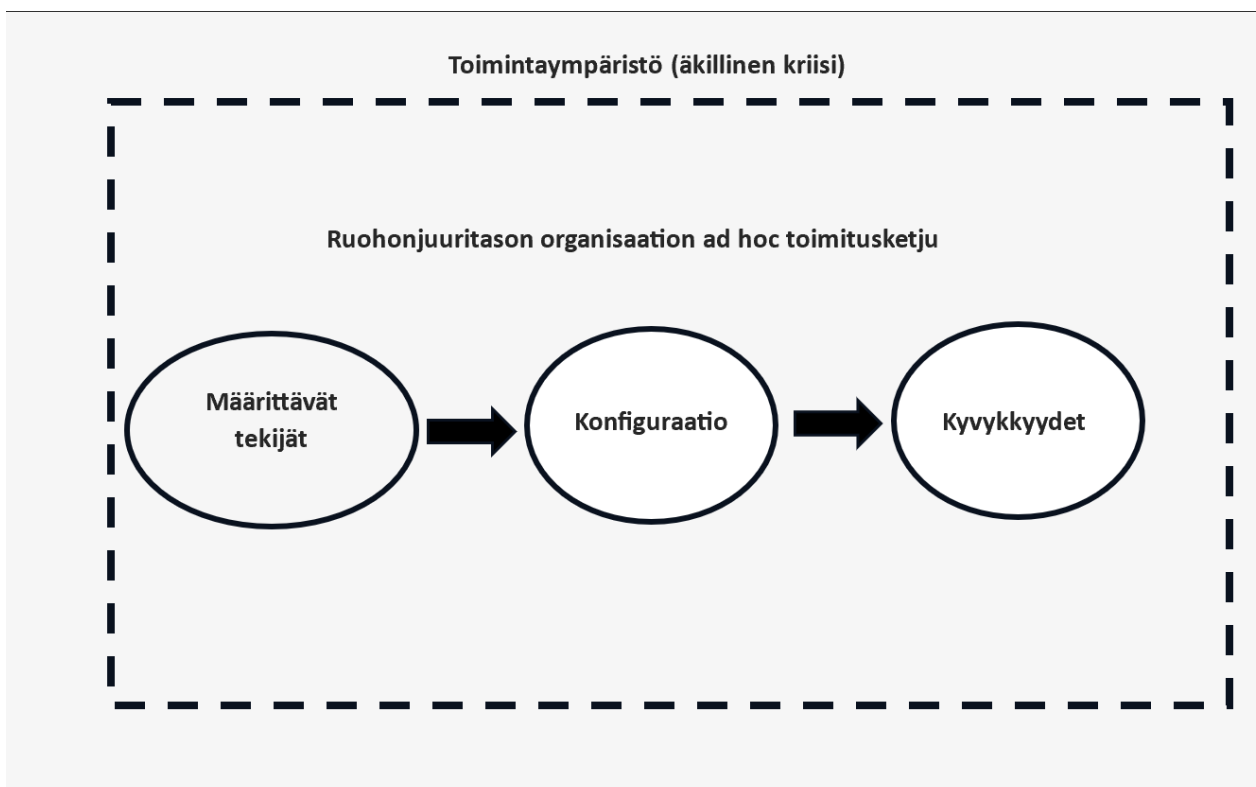 Toimintaympäristö (äkillinen kriisi)
Ruohonjuuritason organisaation ad hoc toimitusketju
Määrittävät
tekijät
Konfiguraatio
Kyvykkyydet